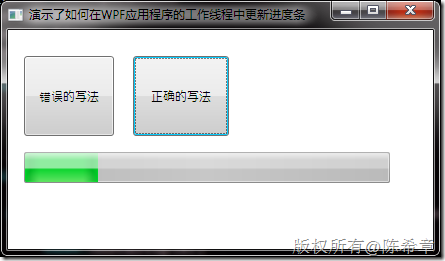 演示了如何在WPF应用程序的工作线程中更新进度条
错误的写法
正确的写法
版权所有@陈希章